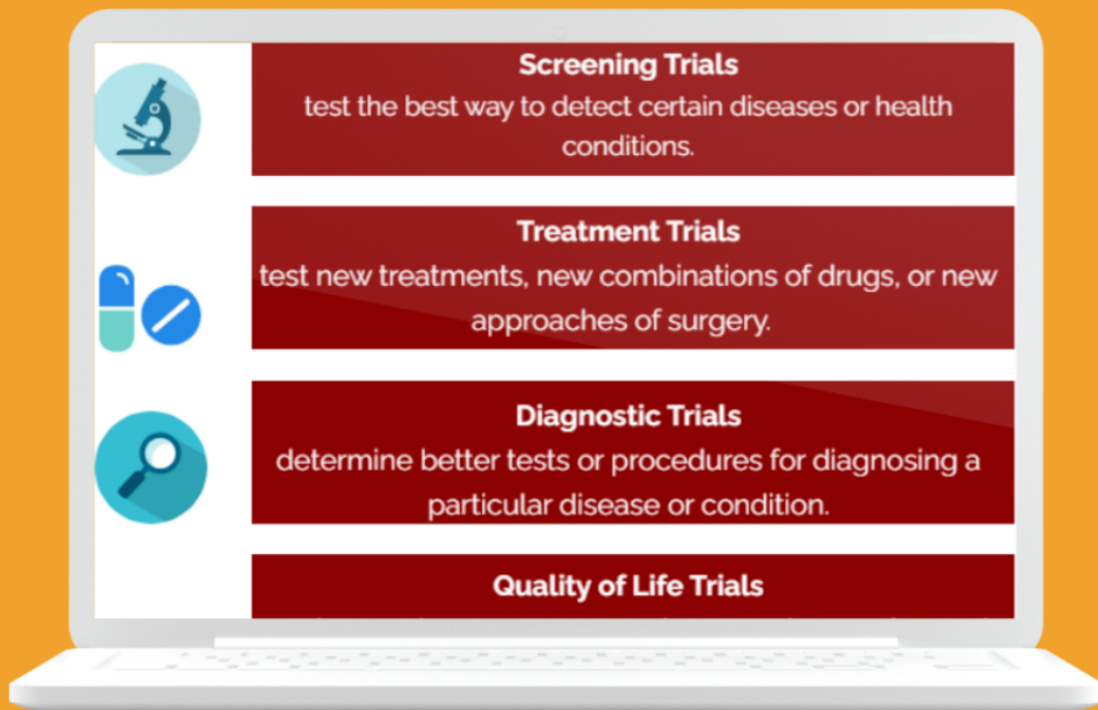 Screening Trials
test the best way to detect certain diseases or health
conditions.
Treatment Trials
test new treatments, new combinations of drugs, or new
approaches of surgery.
Diagnostic Trials
determine better tests or procedures for diagnosing a
particular disease or condition.
Quality of Life Trials